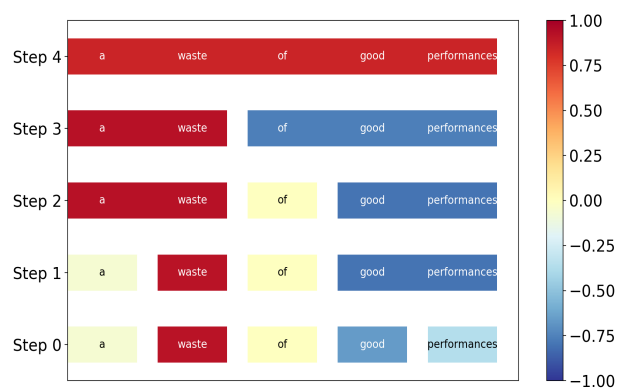 Step 4 a waste of good performances
Step 3 a waste of good performances
Step 2 a waste of good performances
Step 1 a waste of good performances
Step 0 a waste of good performances
1.00
0.75
0.50
0.25
0.00
−0.25
−0.50
−0.75
−1.00